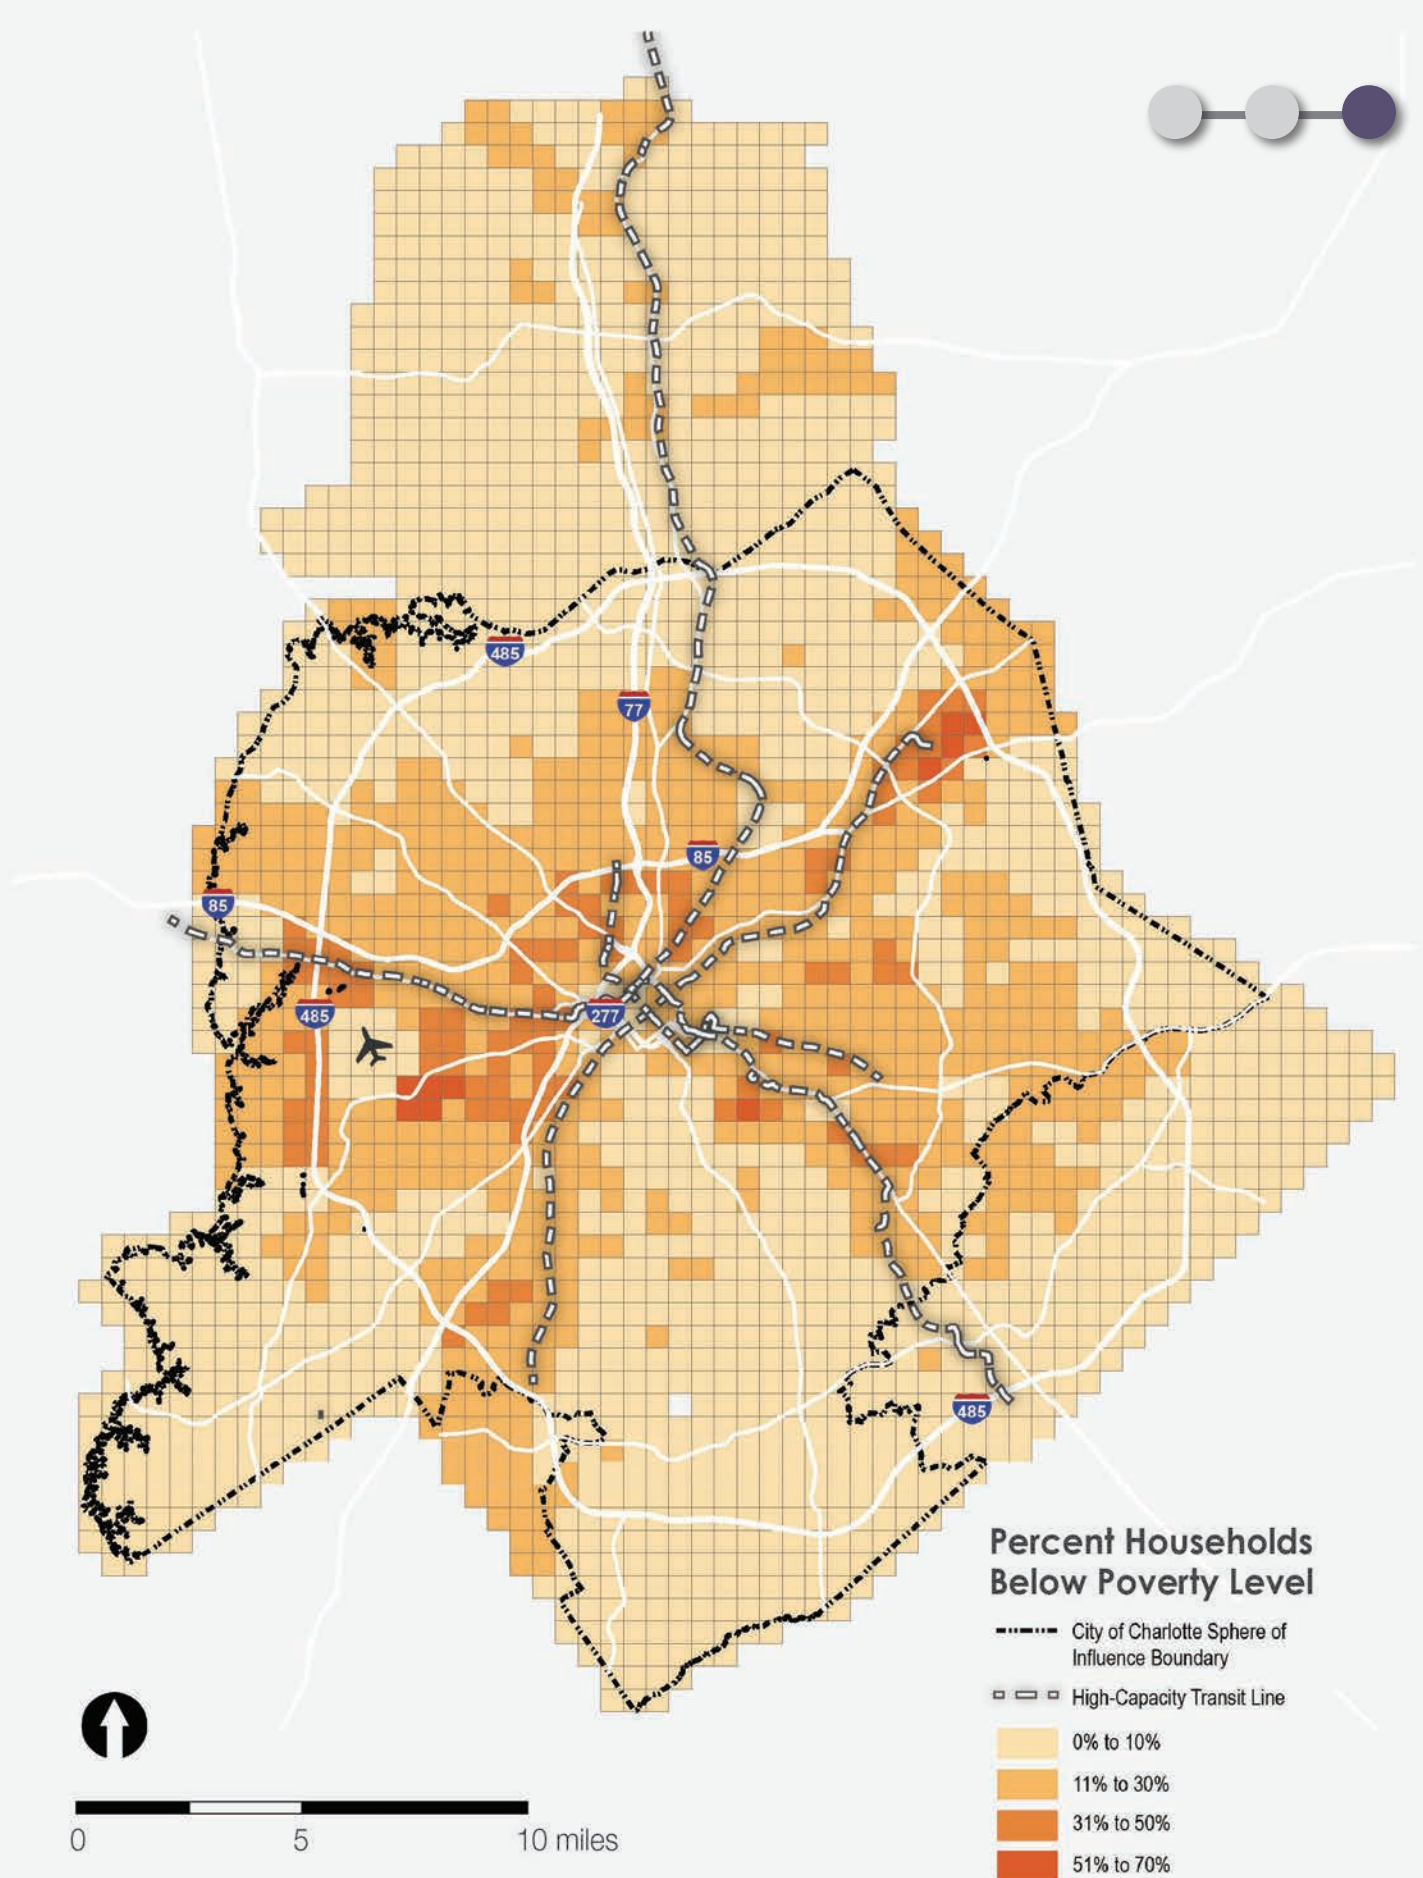 485
77
85
85
485
277
485
Percent Households
Below Poverty Level
City of Charlotte Sphere of
Influence Boundary
High-Capacity Transit Line
0% to 10%
11% to 30%
31% to 50%
51% to 70%
0 5 10 miles